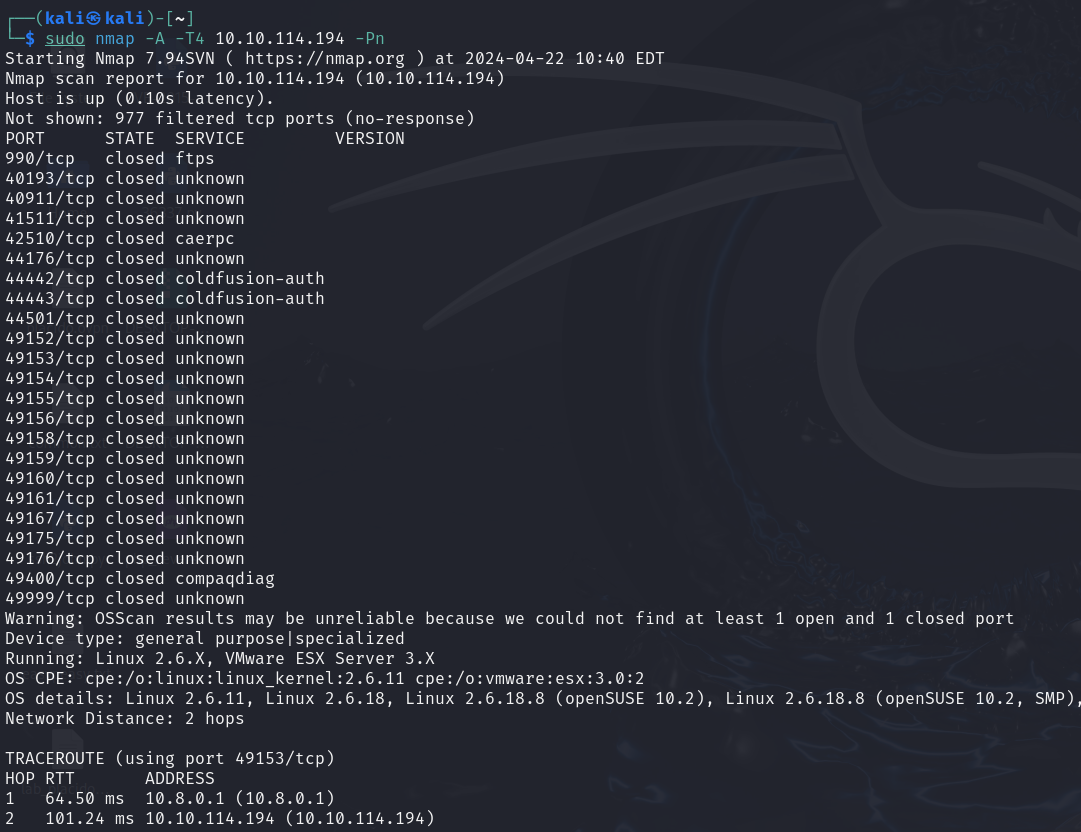 ┌──(kali㉿kali)-[~]
└─$ sudo nmap -A -T4 10.10.114.194 -Pn
Starting Nmap 7.94SVN ( https://nmap.org ) at 2024-04-22 10:40 EDT
Nmap scan report for 10.10.114.194 (10.10.114.194)
Host is up (0.10s latency).
Not shown: 977 filtered tcp ports (no-response)
PORT      STATE  SERVICE         VERSION
990/tcp   closed ftps
40193/tcp closed unknown
40911/tcp closed unknown
41511/tcp closed unknown
42510/tcp closed caerpc
44176/tcp closed unknown
44442/tcp closed coldfusion-auth
44443/tcp closed coldfusion-auth
44501/tcp closed unknown
49152/tcp closed unknown
49153/tcp closed unknown
49154/tcp closed unknown
49155/tcp closed unknown
49156/tcp closed unknown
49158/tcp closed unknown
49159/tcp closed unknown
49160/tcp closed unknown
49161/tcp closed unknown
49167/tcp closed unknown
49175/tcp closed unknown
49176/tcp closed unknown
49400/tcp closed compaqdiag
49999/tcp closed unknown
Warning: OSScan results may be unreliable because we could not find at least 1 open and 1 closed port
Device type: general purpose|specialized
Running: Linux 2.6.X, VMware ESX Server 3.X
OS CPE: cpe:/o:linux:linux_kernel:2.6.11 cpe:/o:vmware:esx:3.0:2
OS details: Linux 2.6.11, Linux 2.6.18, Linux 2.6.18.8 (openSUSE 10.2), Linux 2.6.18.8 (openSUSE 10.2, SMP),
Network Distance: 2 hops
TRACEROUTE (using port 49153/tcp)
HOP RTT       ADDRESS
1   64.50 ms  10.8.0.1 (10.8.0.1)
2   101.24 ms 10.10.114.194 (10.10.114.194)